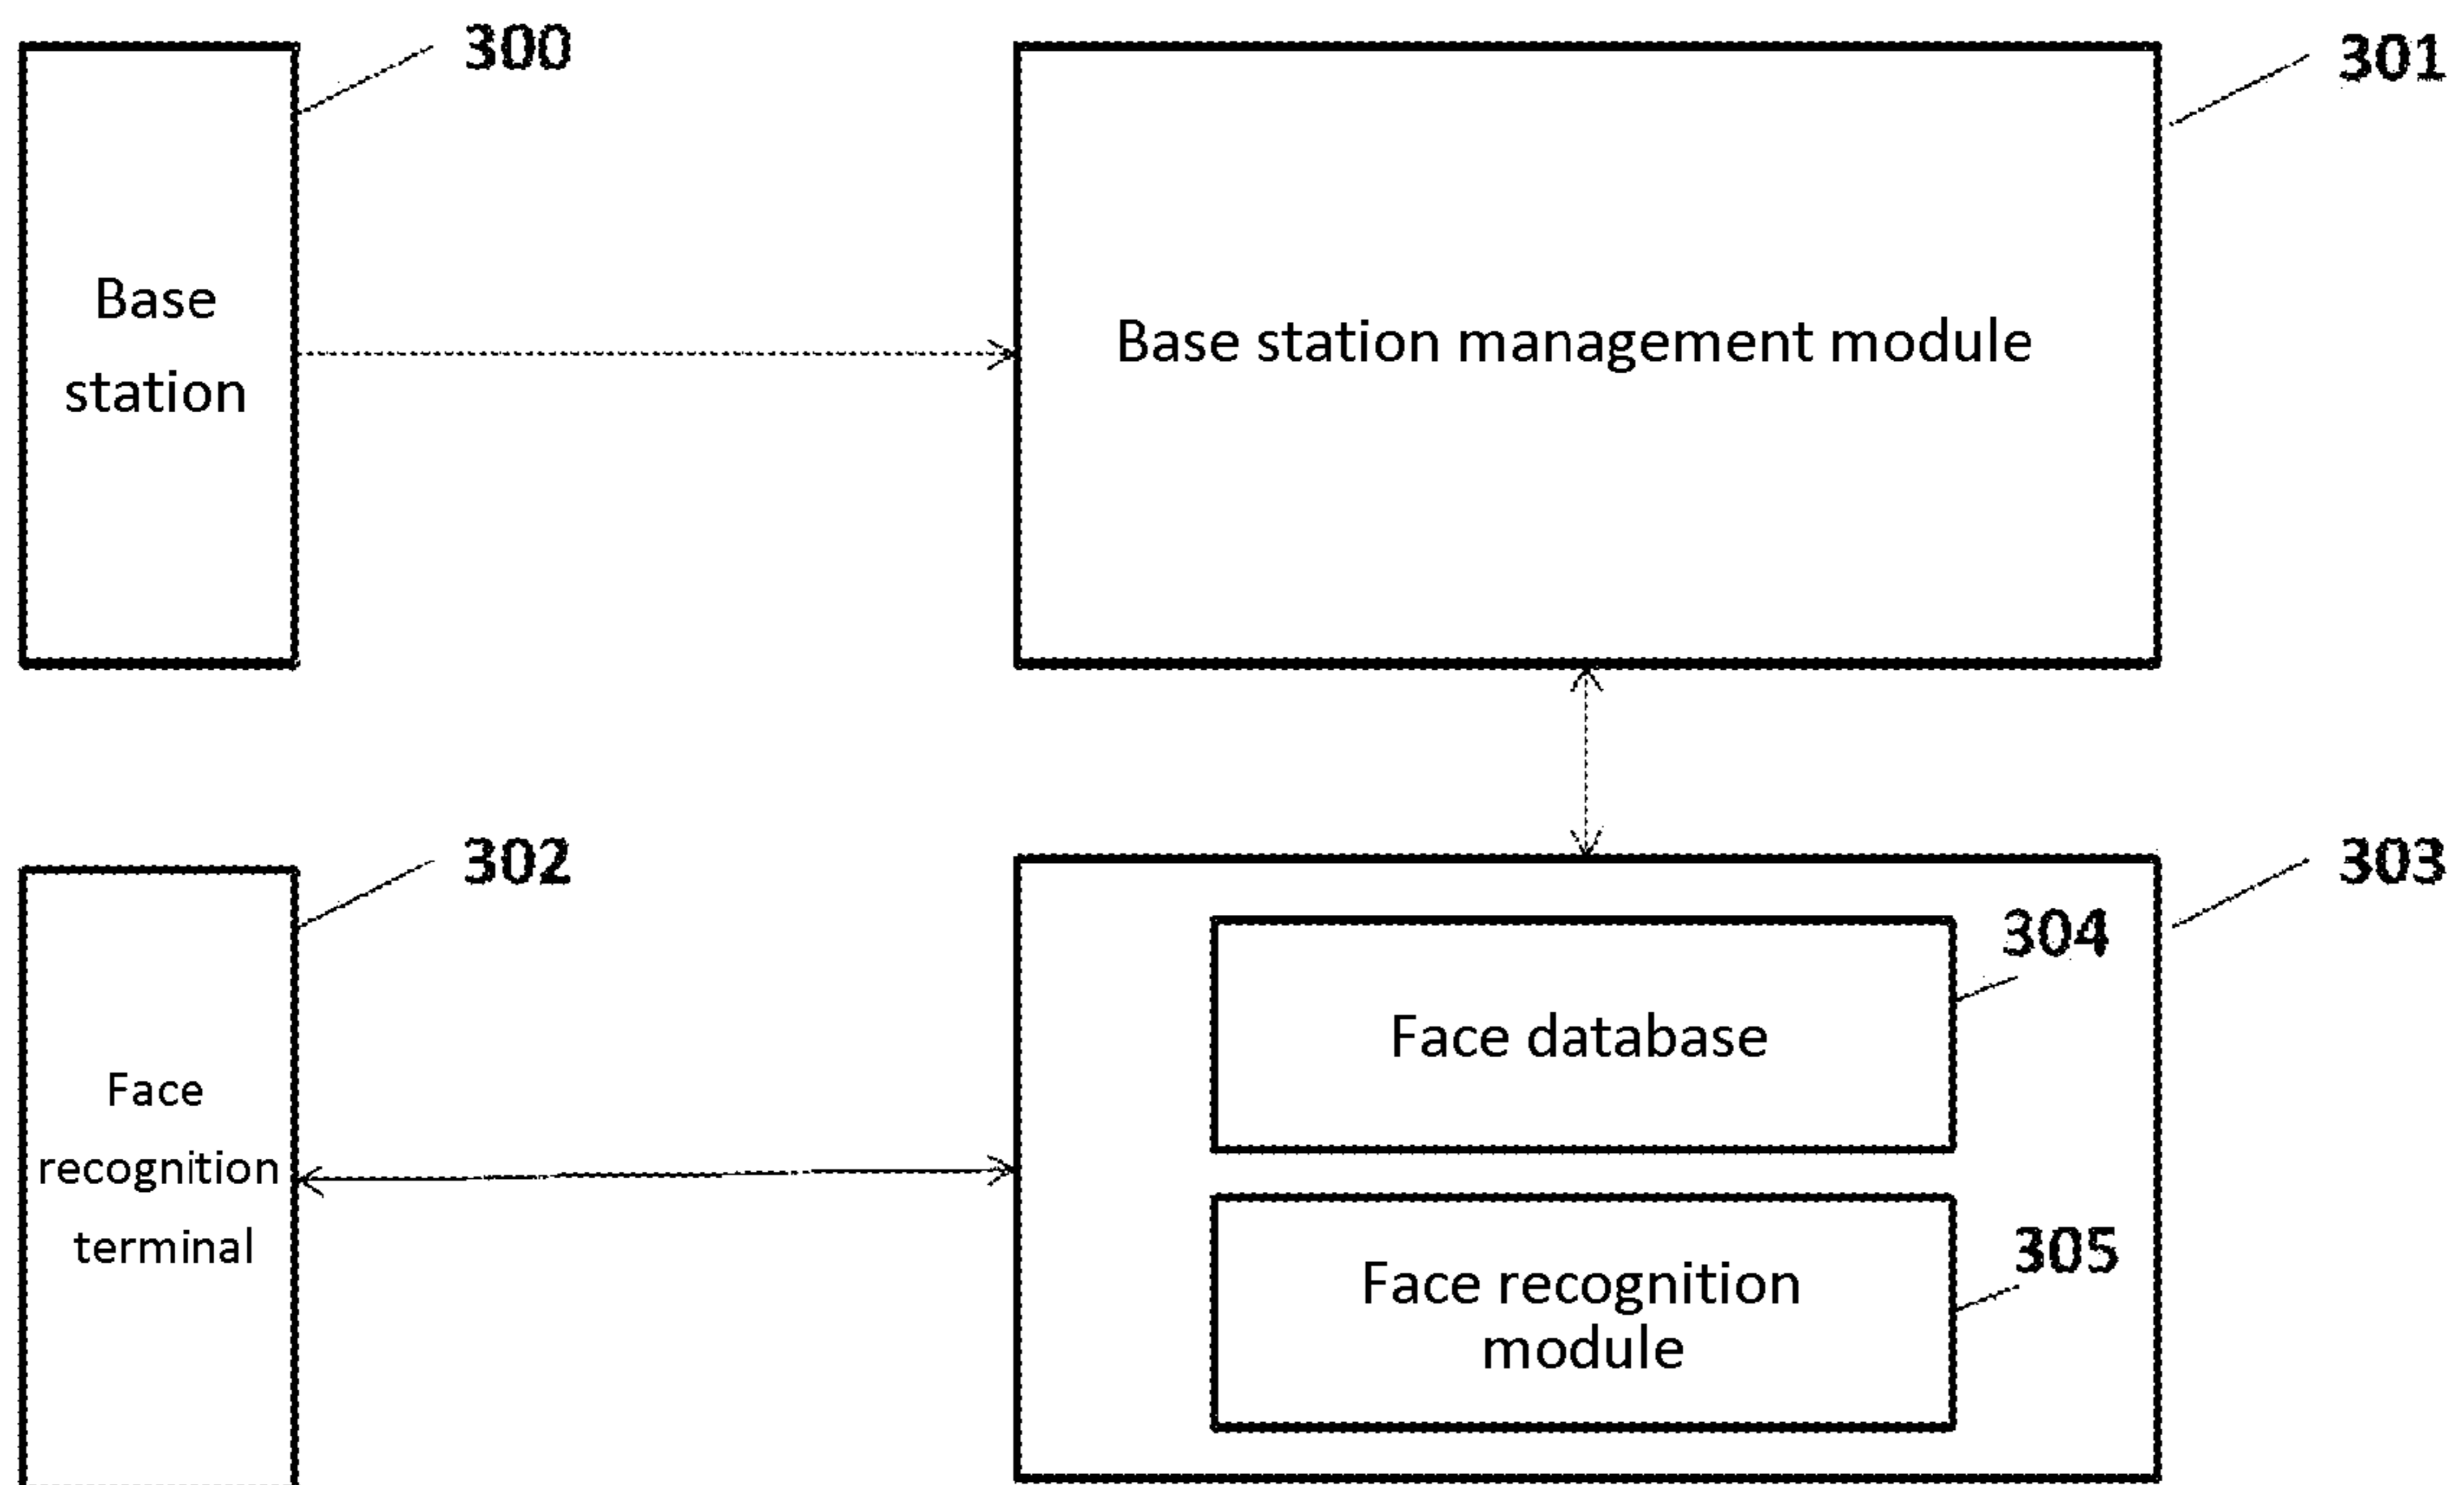 300
301
Base
station
Base station management module
302
303
304
Face database
Face
recognition
terminal
305
Face recognition
module